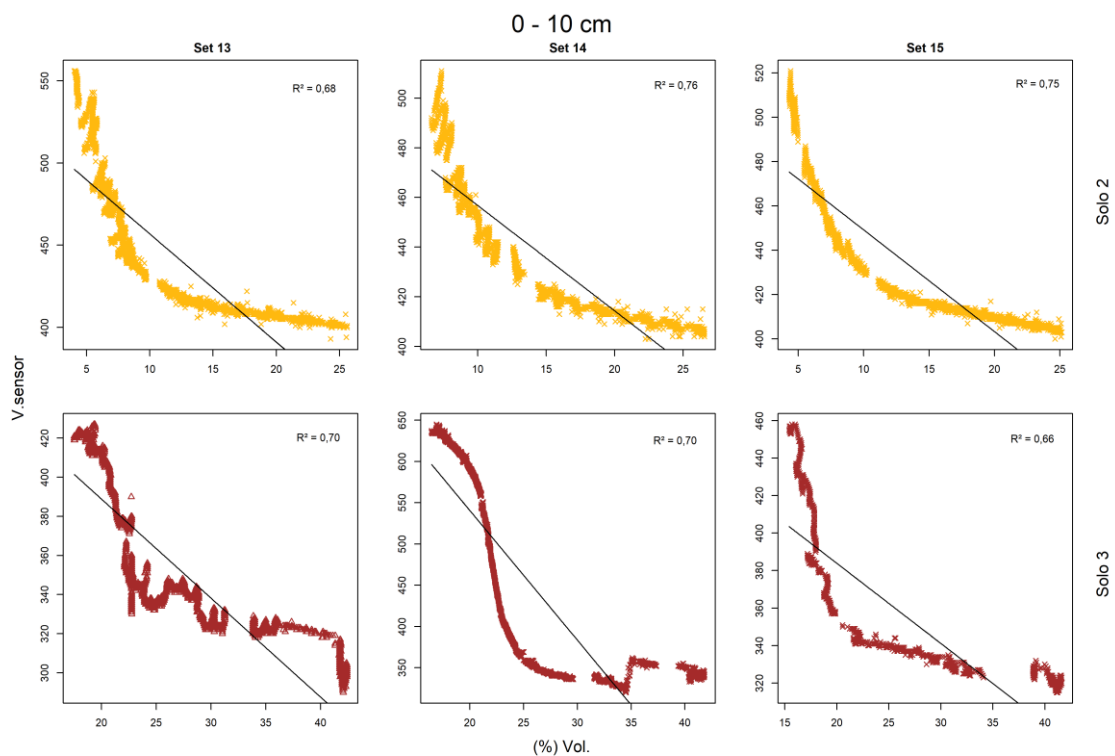 0 - 10 cm
Set 13
Set 14
Set 15
R² = 0,68
R² = 0,76
R² = 0,75
550
500
450
400
500
480
460
440
420
400
520
500
480
460
440
420
400
5 10 15 20 25
10 15 20 25
5 10 15 20 25
Solo 2
V.sensor
R² = 0,70
R² = 0,70
R² = 0,66
420
400
380
360
340
320
300
650
600
550
500
450
400
350
460
440
420
400
380
360
340
320
20 25 30 35 40
20 25 30 35 40
15 20 25 30 35 40
Solo 3
(%) Vol.